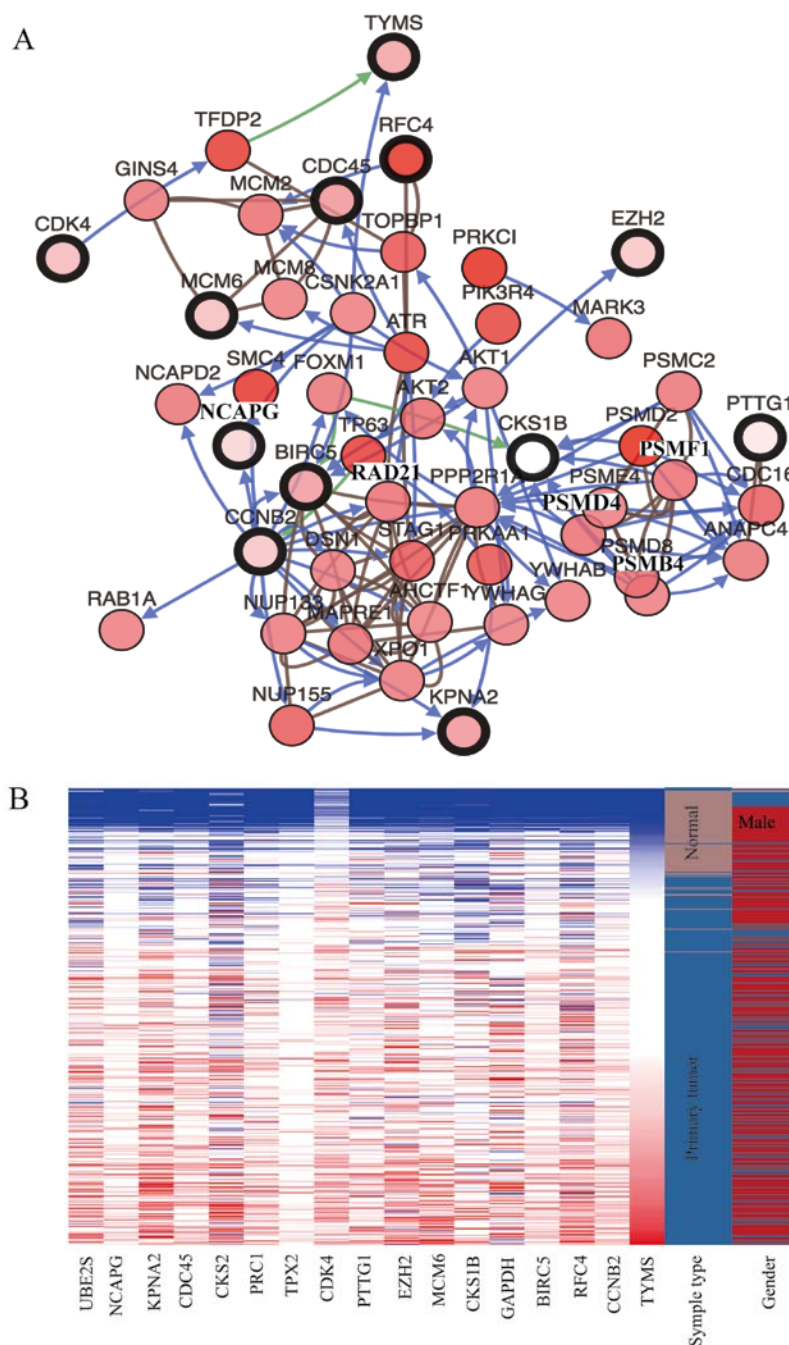 A
TYMS
TFDP2
RFC4
GINS4
MCM2
CDC45
CDK4
TOPBP1
PRKCI
EZH2
MCM6
MCM8
CSNK2A1
PIK3R4
MARK3
ATR
NCAPD2
SMC4
FOXM1
AKT1
PSMC2
AKT2
NCAPG
CKS1B
PSMD2
PTTG1
BIRC5
TP63
PSMF1
RAD21
PPP2R1A
PSME4
CDC16
CCNB2
PSMD4
DSN1
STAG1
PRKAA1
PSMD8
ANAPC4
RAB1A
YWHAB
PSMB4
NUP133
MAPRE1
AHCTF1
YWHAG
XPO1
NUP155
KPNA2
B
Normal
Male
Primary tumor
UBE2S
NCAPG
KPNA2
CDC45
CKS2
PRC1
TPX2
CDK4
PTTG1
EZH2
MCM6
CKS1B
GAPDH
BIRC5
RFC4
CCNB2
TYMS
Symple type
Gender